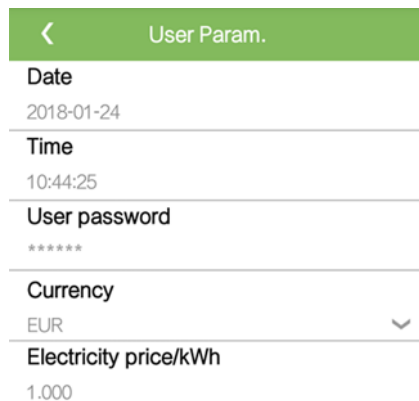 User Param.
Date
2018-01-24
Time
10:44:25
User password
******
Currency
EUR
Electricity price/kWh
1.000